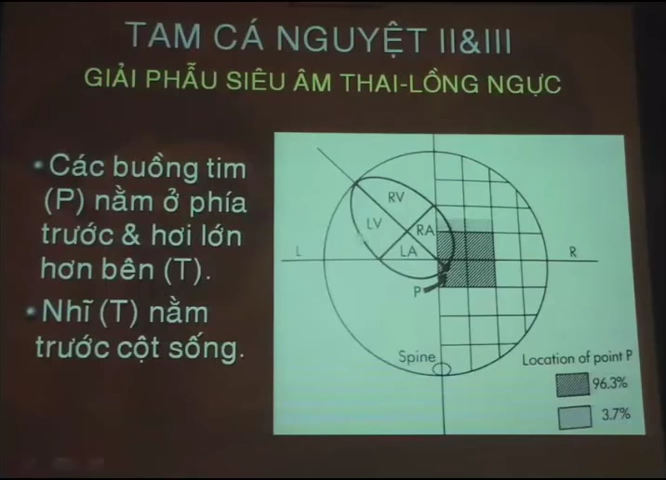 TAM CÁ NGUYỆT II&III
GIẢI PHẪU SIÊU ÂM THAI-LỒNG NGỰC
• Các buồng tim
(P) nằm ở phía
trước & hơi lớn
hơn bên (T).
• Nhĩ (T) nằm
trước cột sống.
RV
LV
RA
LA
L
R
P
Spine
Location of point P
96.3%
3.7%